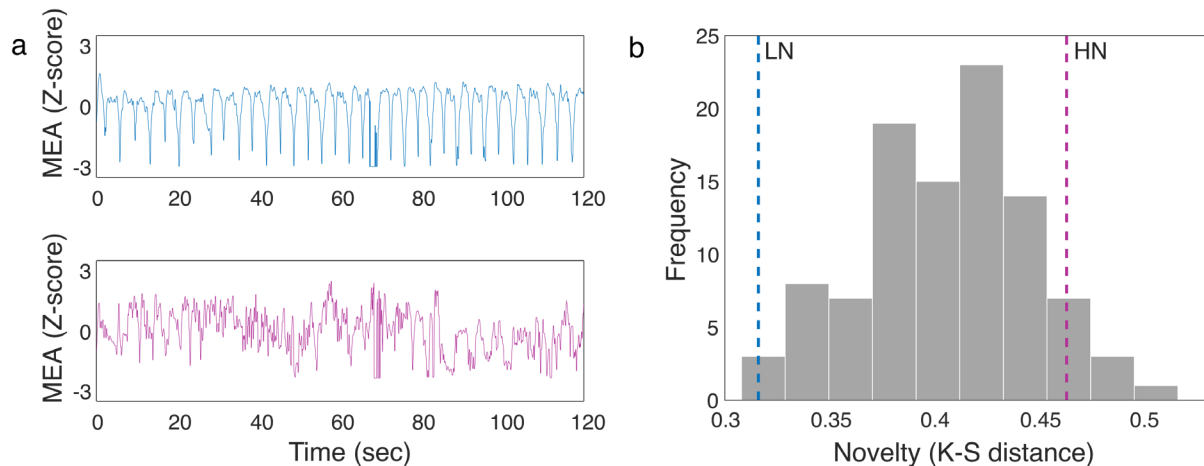 a
MEA (Z-score)
3
0
-3
0 20 40 60 80 100 120
MEA (Z-score)
3
0
-3
0 20 40 60 80 100 120
Time (sec)
b
LN HN
Frequency
25
20
15
10
5
0
0.3 0.35 0.4 0.45 0.5
Novelty (K-S distance)